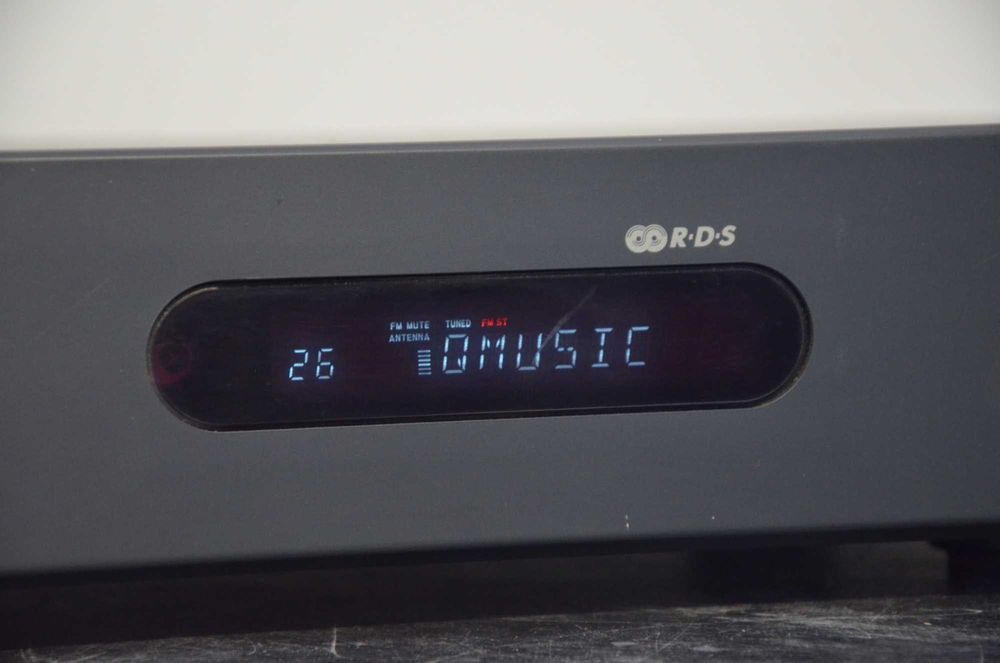 R·D·S
FM MUTE TUNED FM ST
ANTENNA
26 QMUSIC